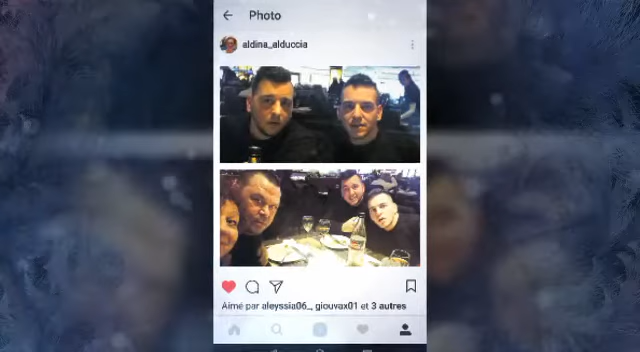 Photo
aldina_alduccia
Aimé par aleyssia06_, giouvax01 et 3 autres